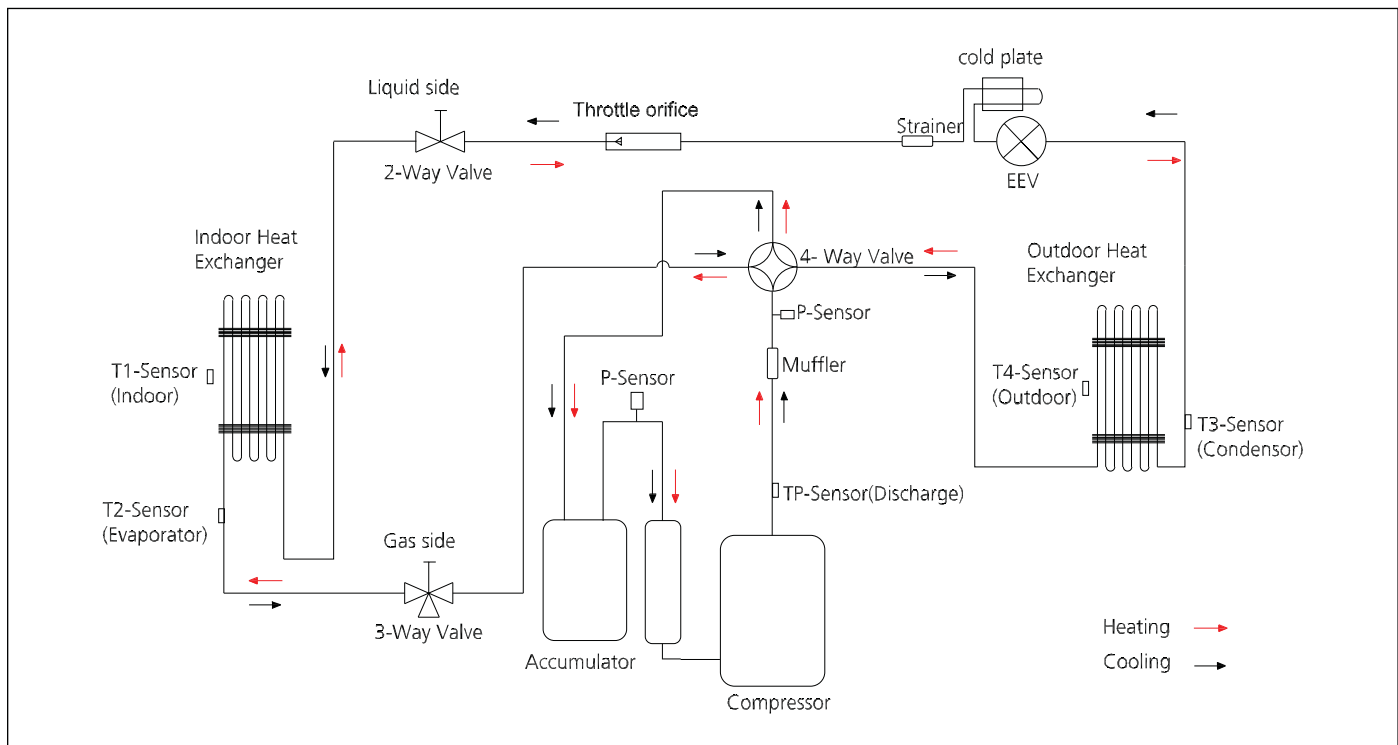 cold plate
Liquid side
Throttle orifice
Strainer
2-Way Valve
EEV
Indoor Heat
Exchanger
4- Way Valve
Outdoor Heat
Exchanger
P-Sensor
Muffler
T1-Sensor
(Indoor)
P-Sensor
T4-Sensor
(Outdoor)
T3-Sensor
(Condensor)
TP-Sensor(Discharge)
T2-Sensor
(Evaporator)
Gas side
3-Way Valve
Accumulator
Compressor
Heating
Cooling